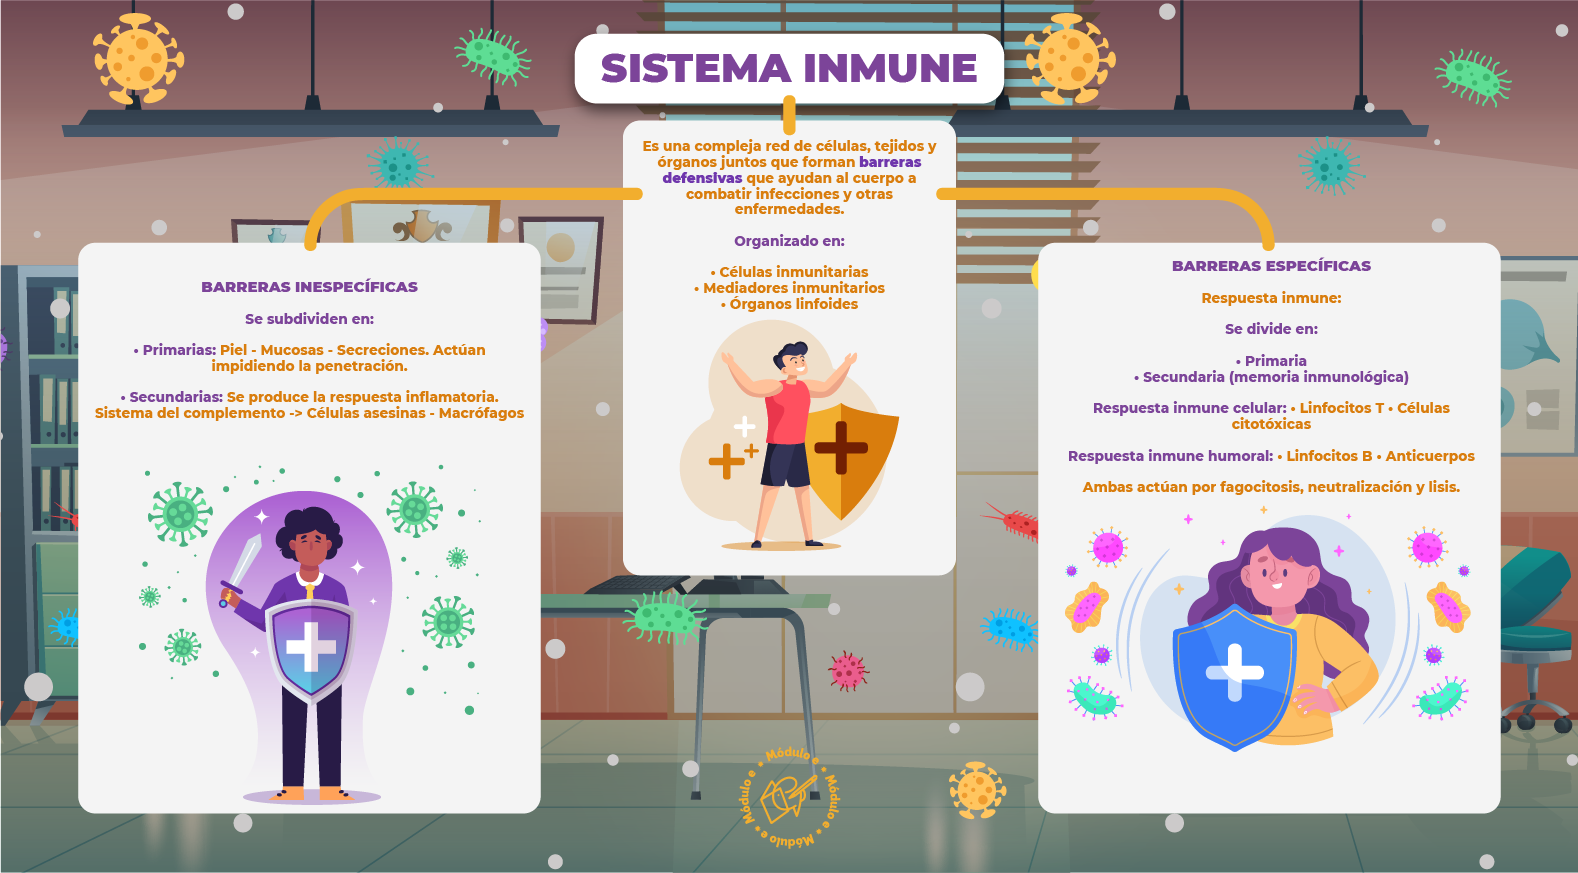 SISTEMA INMUNE
Es una compleja red de células, tejidos y
órganos juntos que forman barreras
defensivas que ayudan al cuerpo a
combatir infecciones y otras
enfermedades.
Organizado en:
• Células inmunitarias
• Mediadores inmunitarios
• Órganos linfoides
BARRERAS INESPECÍFICAS
Se subdividen en:
• Primarias: Piel - Mucosas - Secreciones. Actúan
impidiendo la penetración.
• Secundarias: Se produce la respuesta inflamatoria.
Sistema del complemento -> Células asesinas - Macrófagos
BARRERAS ESPECÍFICAS
Respuesta inmune:
Se divide en:
• Primaria
• Secundaria (memoria inmunológica)
Respuesta inmune celular: • Linfocitos T • Células
citotóxicas
Respuesta inmune humoral: • Linfocitos B • Anticuerpos
Ambas actúan por fagocitosis, neutralización y lisis.
• Módulo e • Módulo e • Módulo e • Módulo e